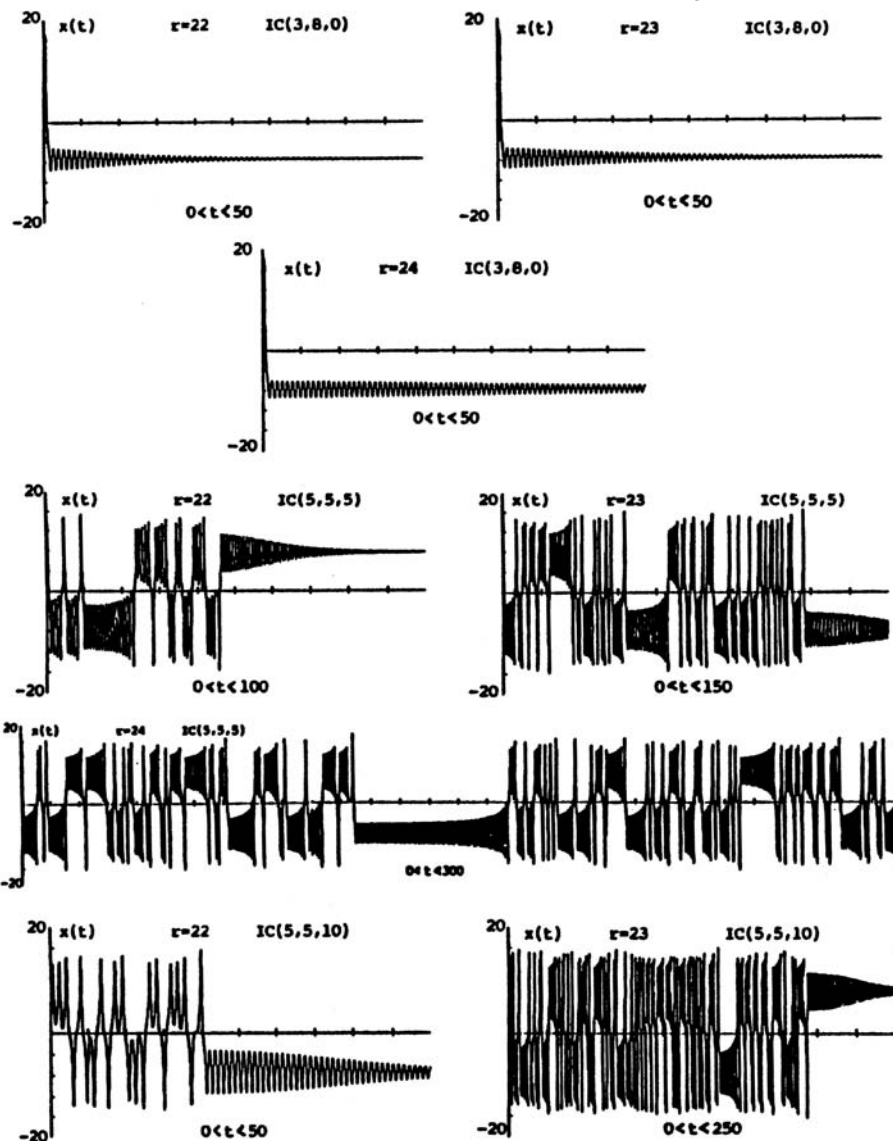 20 x(t) r=22 IC(3,8,0)
-20 0<t<50
20 x(t) r=23 IC(3,8,0)
-20 0<t<50
20 x(t) r=24 IC(3,8,0)
-20 0<t<50
20 x(t) r=22 IC(5,5,5)
-20 0<t<100
20 x(t) r=23 IC(5,5,5)
-20 0<t<150
20 x(t) r=24 IC(5,5,5)
-20 0<t<300
20 x(t) r=22 IC(5,5,10)
-20 0<t<50
20 x(t) r=23 IC(5,5,10)
-20 0<t<250